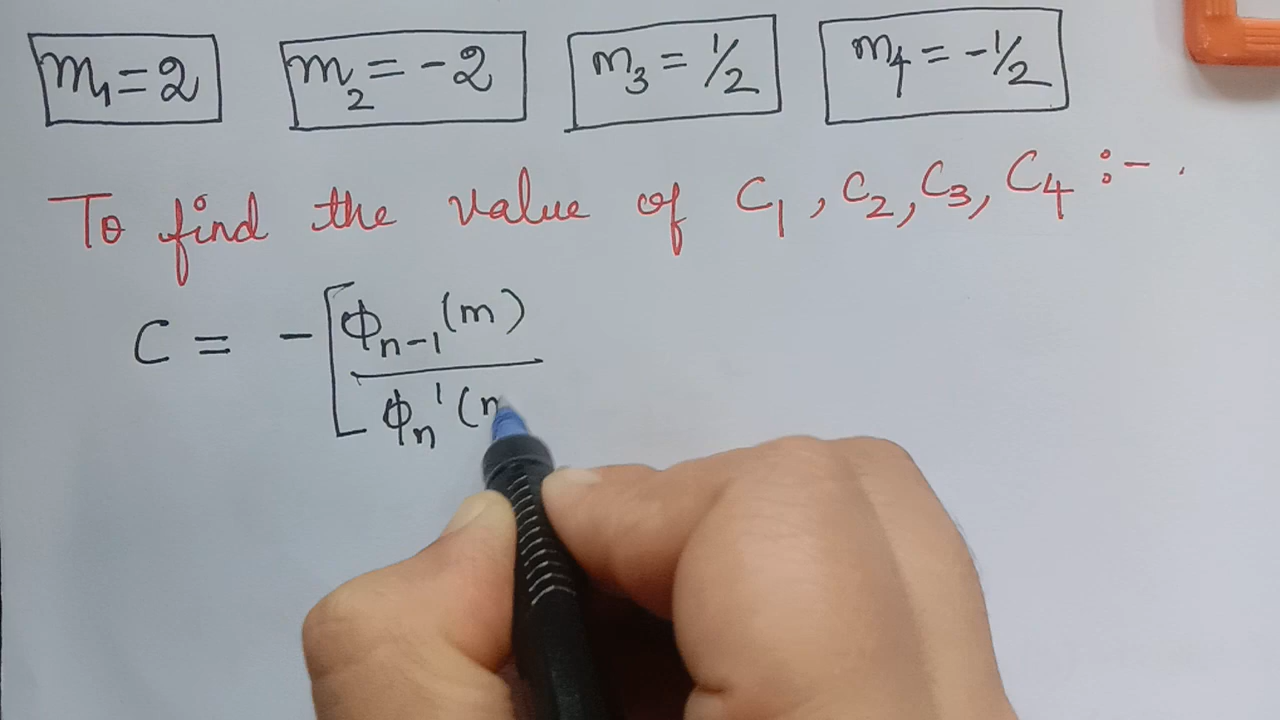 m₁ = 2 m₂ = -2 m₃ = 1/2 m₄ = -1/2
To find the value of C₁, C₂, C₃, C₄ :-
C = -[ϕₙ₋₁(m)
ϕₙ'(